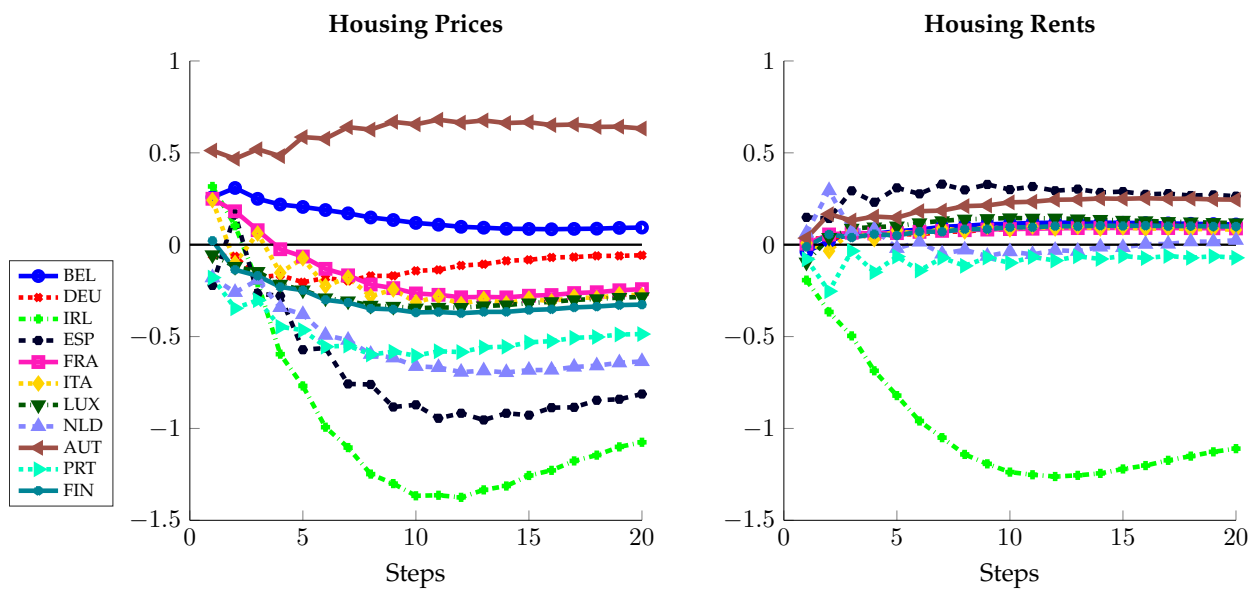 Housing Prices
Housing Rents
1
0.5
0
−0.5
−1
−1.5
0
5
10
15
20
Steps
1
0.5
0
−0.5
−1
−1.5
0
5
10
15
20
Steps
BEL
DEU
IRL
ESP
FRA
ITA
LUX
NLD
AUT
PRT
FIN